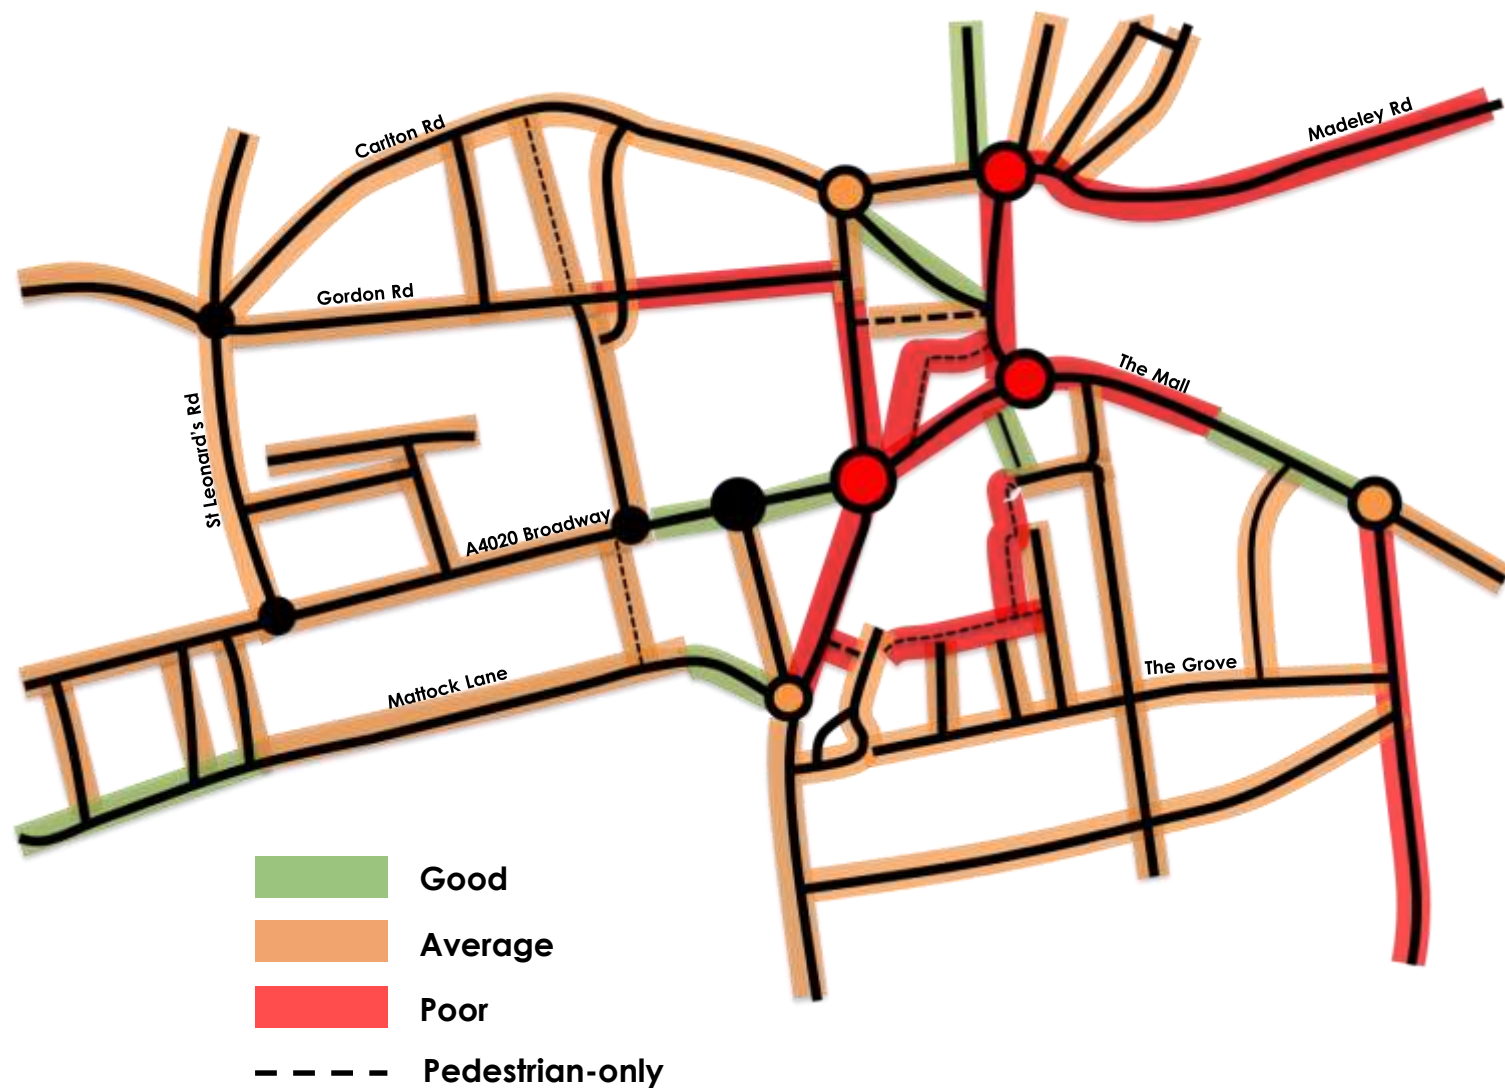 Carlton Rd
Madeley Rd
Gordon Rd
The Mall
St Leonard's Rd
A4020 Broadway
The Grove
Mattock Lane
Good
Average
Poor
Pedestrian-only